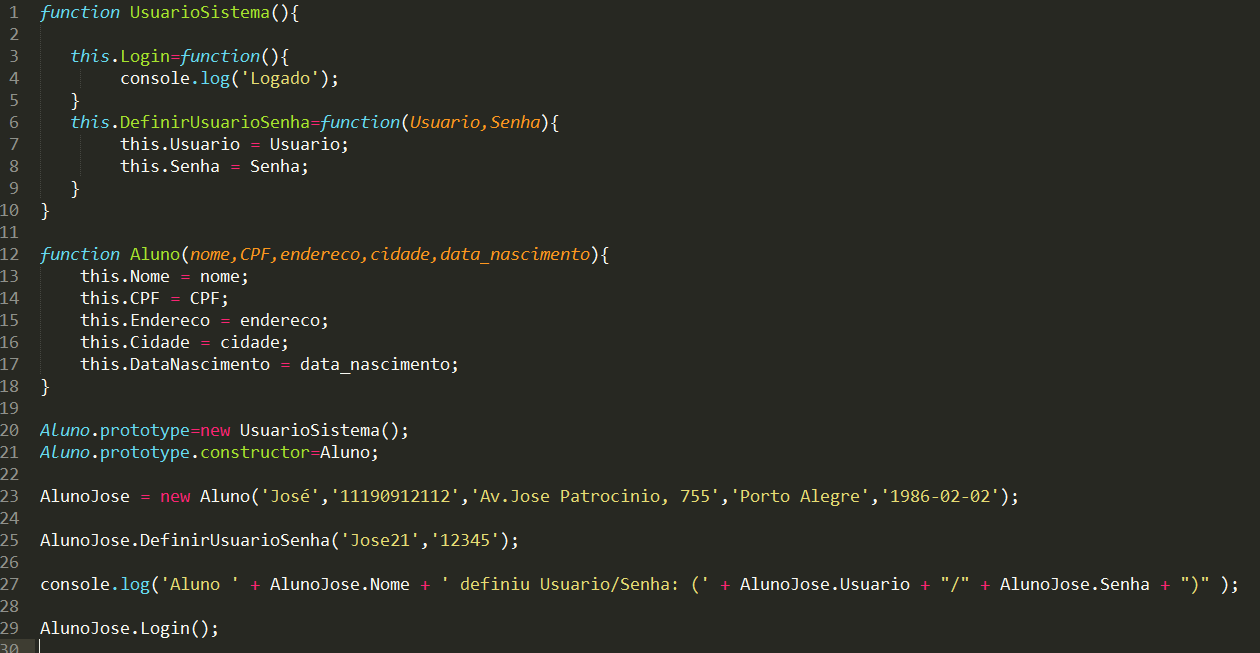 1 function UsuarioSistema(){
2
3 this.Login=function(){
4 console.log('Logado');
5 }
6 this.DefinirUsuarioSenha=function(Usuario,Senha){
7 this.Usuario = Usuario;
8 this.Senha = Senha;
9 }
10 }
11
12 function Aluno(nome,CPF,endereco,cidade,data_nascimento){
13 this.Nome = nome;
14 this.CPF = CPF;
15 this.Endereco = endereco;
16 this.Cidade = cidade;
17 this.DataNascimento = data_nascimento;
18 }
19
20 Aluno.prototype=new UsuarioSistema();
21 Aluno.prototype.constructor=Aluno;
22
23 AlunoJose = new Aluno('José','11190912112','Av.Jose Patrocinio, 755','Porto Alegre','1986-02-02');
24
25 AlunoJose.DefinirUsuarioSenha('Jose21','12345');
26
27 console.log('Aluno ' + AlunoJose.Nome + ' definiu Usuario/Senha: (' + AlunoJose.Usuario + "/" + AlunoJose.Senha + ")" );
28
29 AlunoJose.Login();
30